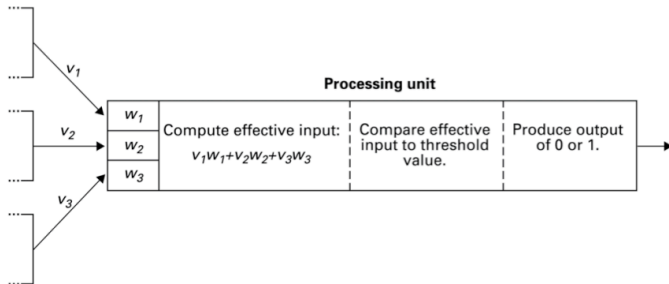 v1
v2
v3
Processing unit
w1
w2
w3
Compute effective input:
v1w1+v2w2+v3w3
Compare effective
input to threshold
value.
Produce output
of 0 or 1.